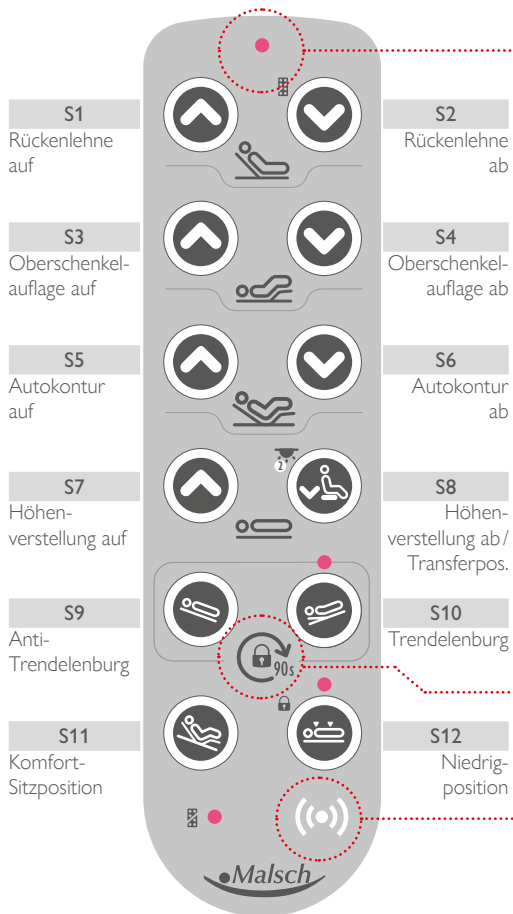 S1
Rückenlehne
auf
S2
Rückenlehne
ab
S3
Oberschenkel-
auflage auf
S4
Oberschenkel-
auflage ab
S5
Autokontur
auf
S6
Autokontur
ab
2
S7
Höhen-
verstellung auf
S8
Höhen-
verstellung ab/
Transferpos.
S9
Anti-
Trendelenburg
S10
Trendelenburg
90s
S11
Komfort-
Sitzposition
S12
Niedrig-
position
Malsch